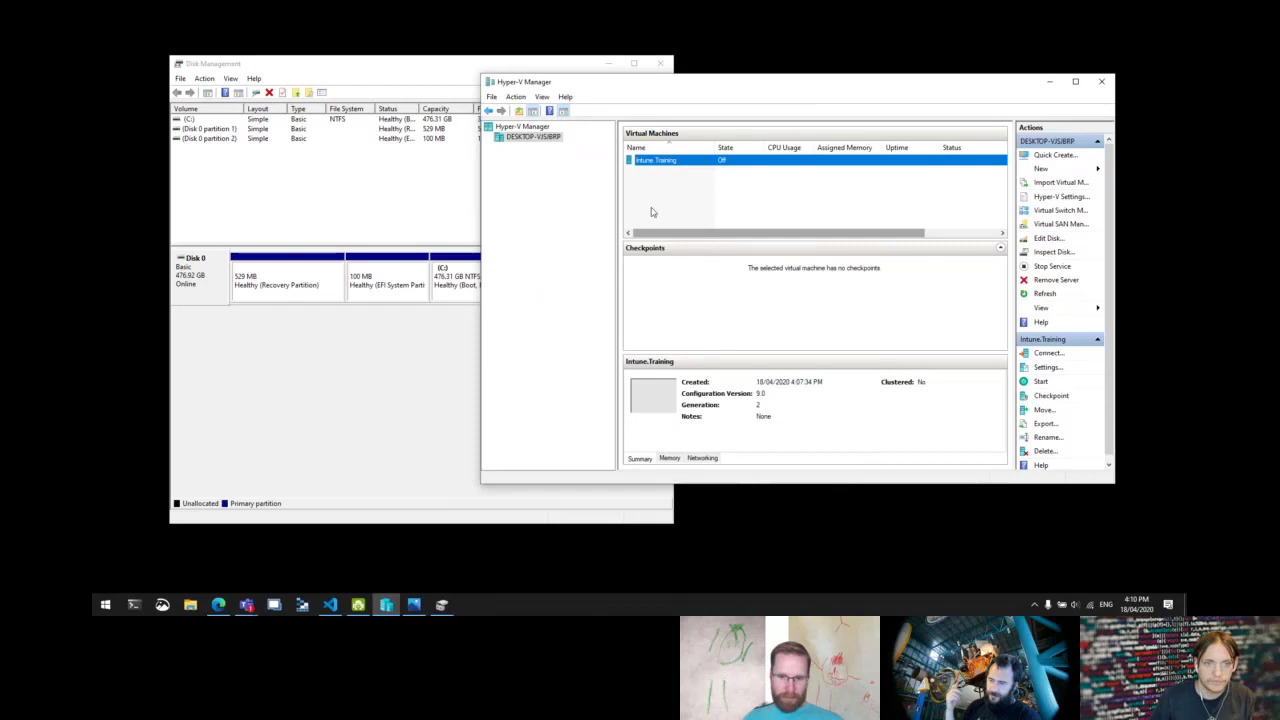 Disk Management
File Action View Help
Volume Layout Type File System Status Capacity
(C:) Simple Basic NTFS Healthy (B... 476.31 GB
(Disk 0 partition 1) Simple Basic Healthy (R... 529 MB
(Disk 0 partition 2) Simple Basic Healthy (E... 100 MB
Disk 0
Basic
476.92 GB
Online
529 MB
Healthy (Recovery Partition)
100 MB
Healthy (EFI System Parti
(C:)
476.31 GB NTFS
Healthy (Boot,
Unallocated Primary partition
Hyper-V Manager
File Action View Help
Hyper-V Manager
DESKTOP-VJS/BRP
Virtual Machines
Name State CPU Usage Assigned Memory Uptime Status
Intune.Training Off
Checkpoints
The selected virtual machine has no checkpoints
Intune.Training
Created: 18/04/2020 4:07:34 PM Clustered: No
Configuration Version: 9.0
Generation: 2
Notes: None
Summary Memory Networking
Actions
DESKTOP-VJS/BRP
Quick Create...
New
Import Virtual M...
Hyper-V Settings...
Virtual Switch M...
Virtual SAN Man...
Edit Disk...
Inspect Disk...
Stop Service
Remove Server
Refresh
View
Help
Intune.Training
Connect...
Settings...
Start
Checkpoint
Move...
Export...
Rename...
Delete...
Help
ENG
4:10 PM
18/04/2020